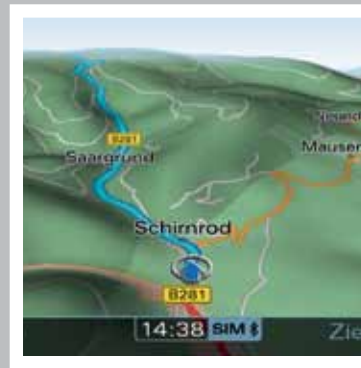 B281
Saargrund
Mauser
Schirnrod
B281
14:38 SIM
Zie